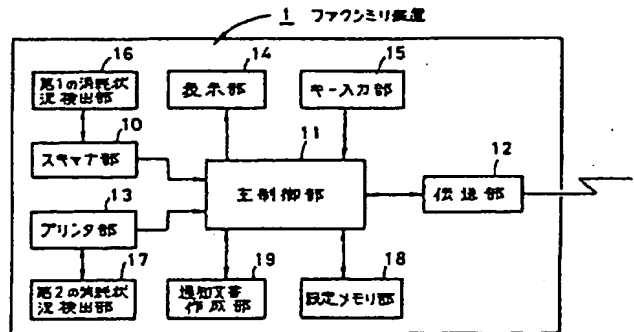 1 ファクシミリ装置
16
第1の消耗状
況検出部
14
表示部
15
キー入力部
10
スキャナ部
11
主制御部
12
伝送部
13
プリンタ部
17
第2の消耗状
況検出部
19
通知文書
作成部
18
設定メモリ部